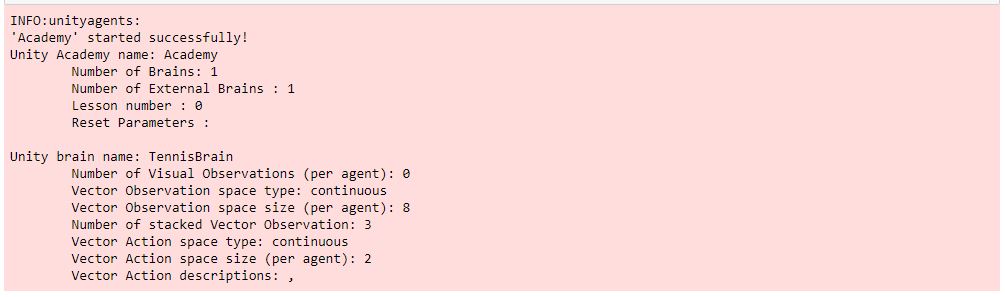 INFO:unityagents:
'Academy' started successfully!
Unity Academy name: Academy
        Number of Brains: 1
        Number of External Brains : 1
        Lesson number : 0
        Reset Parameters :

Unity brain name: TennisBrain
        Number of Visual Observations (per agent): 0
        Vector Observation space type: continuous
        Vector Observation space size (per agent): 8
        Number of stacked Vector Observation: 3
        Vector Action space type: continuous
        Vector Action space size (per agent): 2
        Vector Action descriptions: ,